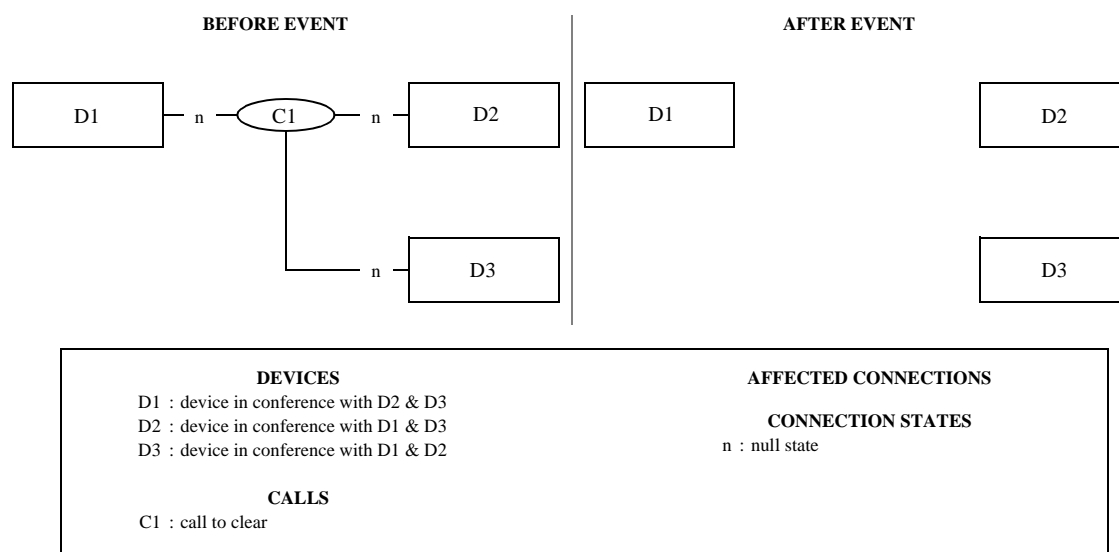 BEFORE EVENT
AFTER EVENT
D1
n
C1
n
D2
D1
D2
n
D3
D3
DEVICES
D1 : device in conference with D2 & D3
D2 : device in conference with D1 & D3
D3 : device in conference with D1 & D2
CALLS
C1 : call to clear
AFFECTED CONNECTIONS
CONNECTION STATES
n : null state